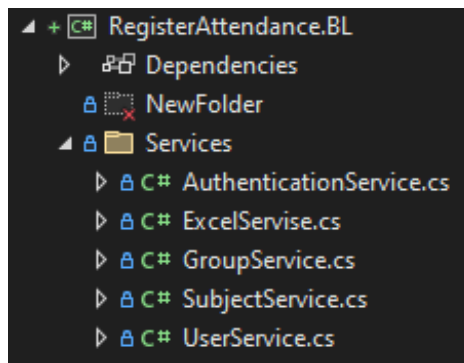 C# RegisterAttendance.BL
Dependencies
NewFolder
Services
C# AuthenticationService.cs
C# ExcelServise.cs
C# GroupService.cs
C# SubjectService.cs
C# UserService.cs